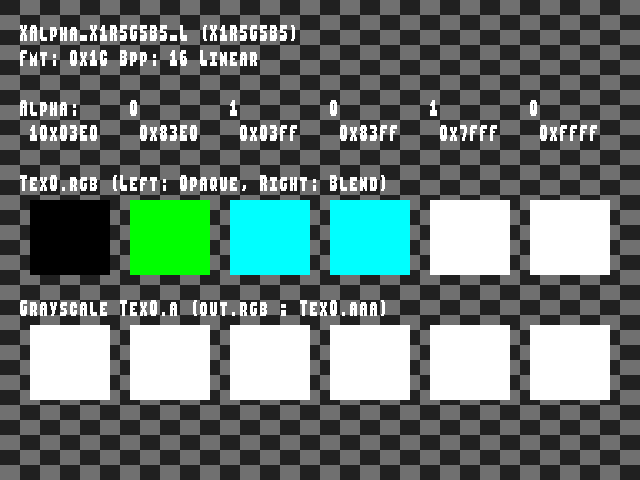 XAlpha_X1R5G5B5_L (X1R5G5B5)
Fmt: 0x1C Bpp: 16 Linear
Alpha: 0 1 0 1 0
10x03E0 0x83E0 0x03FF 0x83FF 0x7FFF 0xFFFF
Tex0.rgb (Left: Opaque, Right: Blend)
Grayscale Tex0.a (out.rgb = Tex0.aaa)